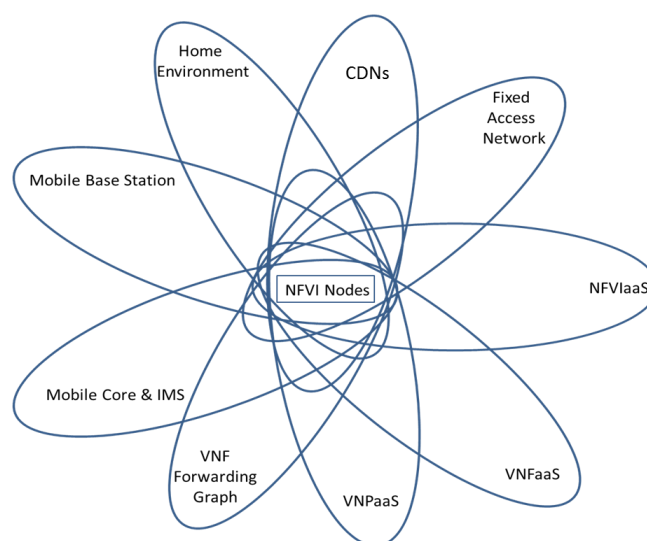 Home
Environment
CDNs
Fixed
Access
Network
Mobile Base Station
NFVI Nodes
NFVIaaS
Mobile Core & IMS
VNF
Forwarding
Graph
VNPaaS
VNFaaS